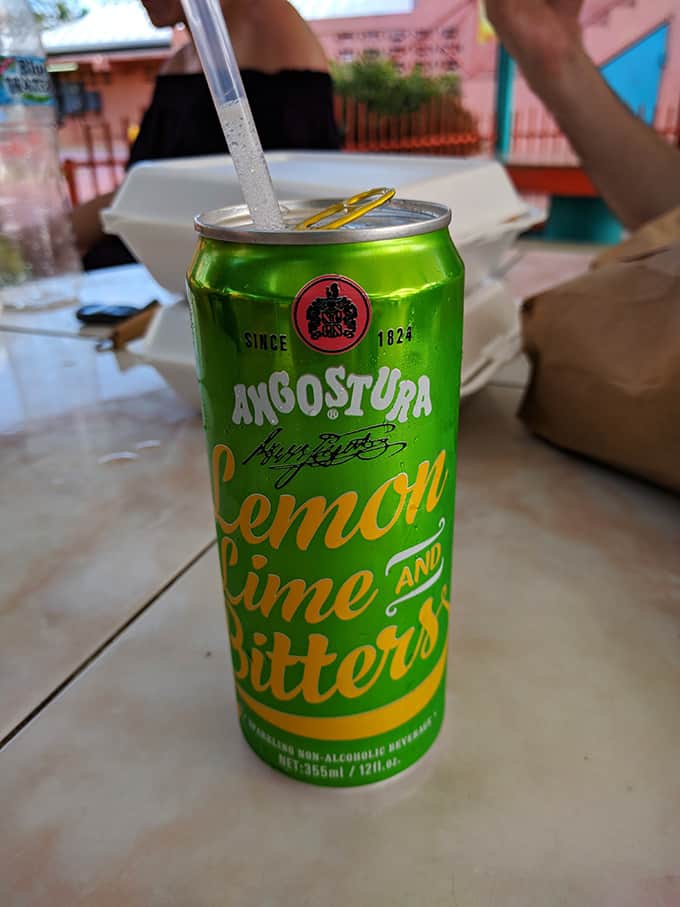 SINCE 1824
ANGOSTURA
®
Lemon
Lime AND
Bitters
SPARKLING NON-ALCOHOLIC BEVERAGE
NET:355ml / 12fl.oz.